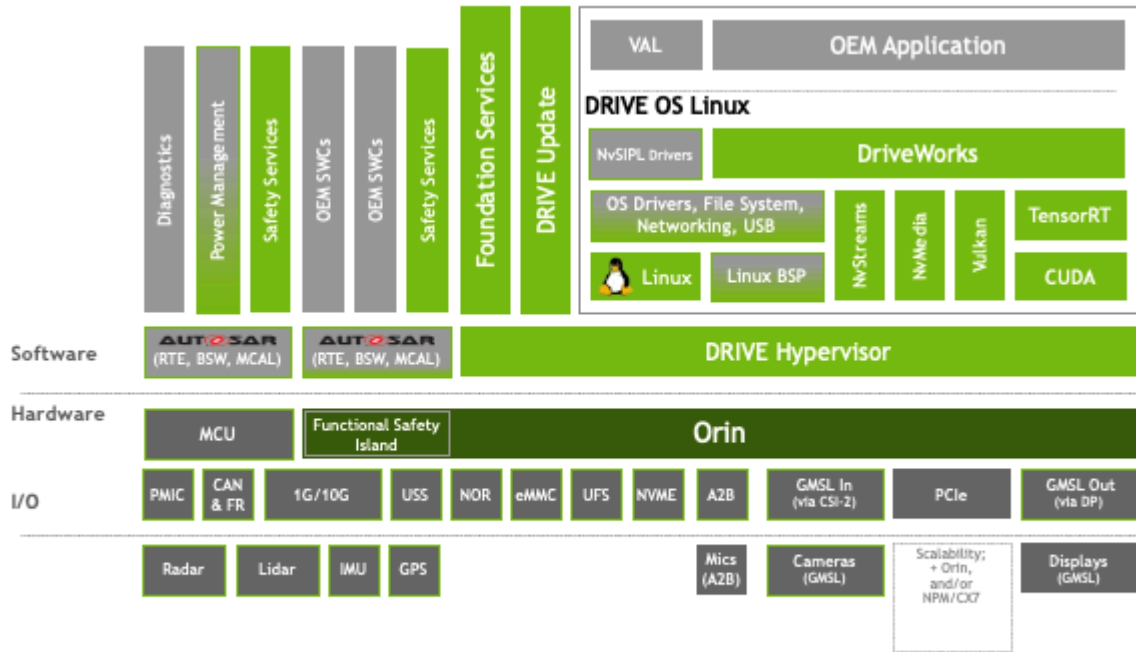 Diagnostics
Power Management
Safety Services
OEM SWCs
OEM SWCs
Safety Services
Foundation Services
DRIVE Update
VAL
OEM Application
DRIVE OS Linux
NvSIPL Drivers
DriveWorks
OS Drivers, File System,
Networking, USB
NvStreams
NvMedia
Vulkan
TensorRT
Linux
Linux BSP
CUDA
Software
AUTOSAR
(RTE, BSW, MCAL)
AUTOSAR
(RTE, BSW, MCAL)
DRIVE Hypervisor
Hardware
MCU
Functional Safety
Island
Orin
I/O
PMIC
CAN
& FR
1G/10G
USS
NOR
eMMC
UFS
NVME
A2B
GMSL In
(via CSI-2)
PCIe
GMSL Out
(via DP)
Radar
Lidar
IMU
GPS
Mics
(A2B)
Cameras
(GMSL)
Scalability;
+ Orin,
and/or
NPM/CX7
Displays
(GMSL)